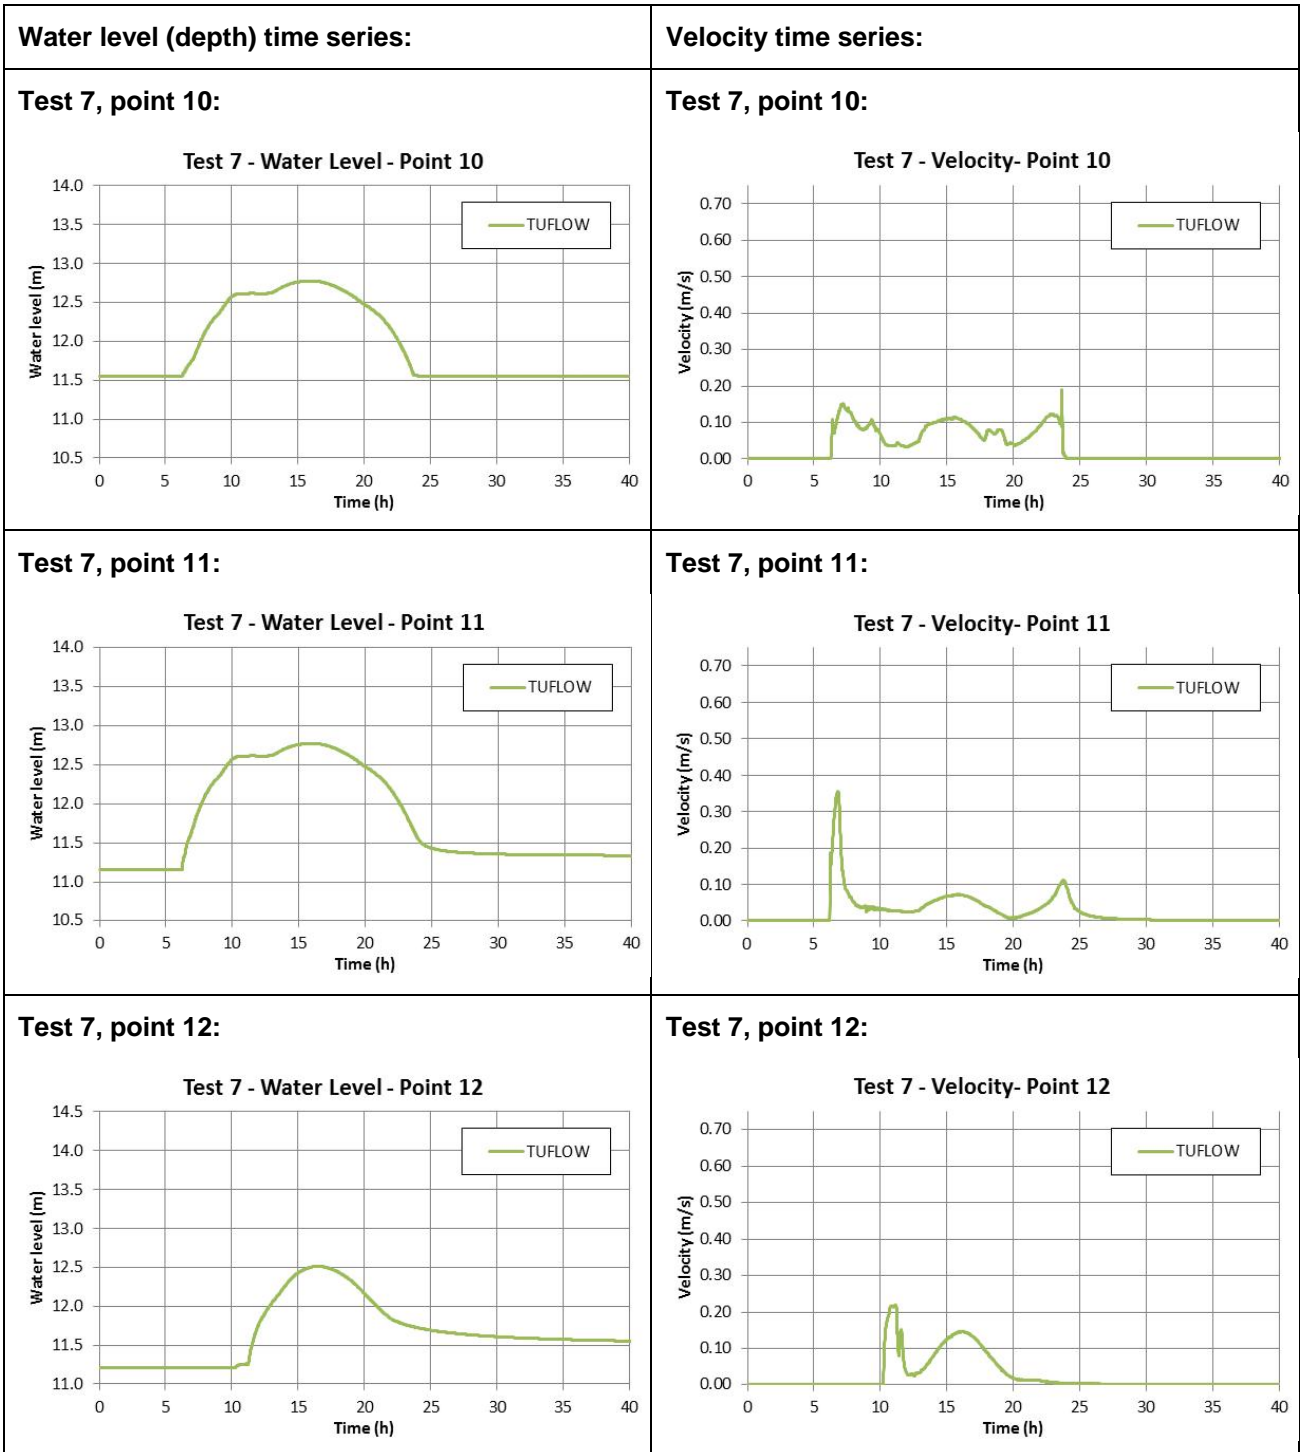 Water level (depth) time series:
Velocity time series:
Test 7, point 10:
Test 7 - Water Level - Point 10
TUFLOW
Water level (m)
14.0
13.5
13.0
12.5
12.0
11.5
11.0
10.5
0 5 10 15 20 25 30 35 40
Time (h)
Test 7, point 10:
Test 7 - Velocity- Point 10
TUFLOW
Velocity (m/s)
0.70
0.60
0.50
0.40
0.30
0.20
0.10
0.00
0 5 10 15 20 25 30 35 40
Time (h)
Test 7, point 11:
Test 7 - Water Level - Point 11
TUFLOW
Water level (m)
14.0
13.5
13.0
12.5
12.0
11.5
11.0
10.5
0 5 10 15 20 25 30 35 40
Time (h)
Test 7, point 11:
Test 7 - Velocity- Point 11
TUFLOW
Velocity (m/s)
0.70
0.60
0.50
0.40
0.30
0.20
0.10
0.00
0 5 10 15 20 25 30 35 40
Time (h)
Test 7, point 12:
Test 7 - Water Level - Point 12
TUFLOW
Water level (m)
14.5
14.0
13.5
13.0
12.5
12.0
11.5
11.0
0 5 10 15 20 25 30 35 40
Time (h)
Test 7, point 12:
Test 7 - Velocity- Point 12
TUFLOW
Velocity (m/s)
0.70
0.60
0.50
0.40
0.30
0.20
0.10
0.00
0 5 10 15 20 25 30 35 40
Time (h)